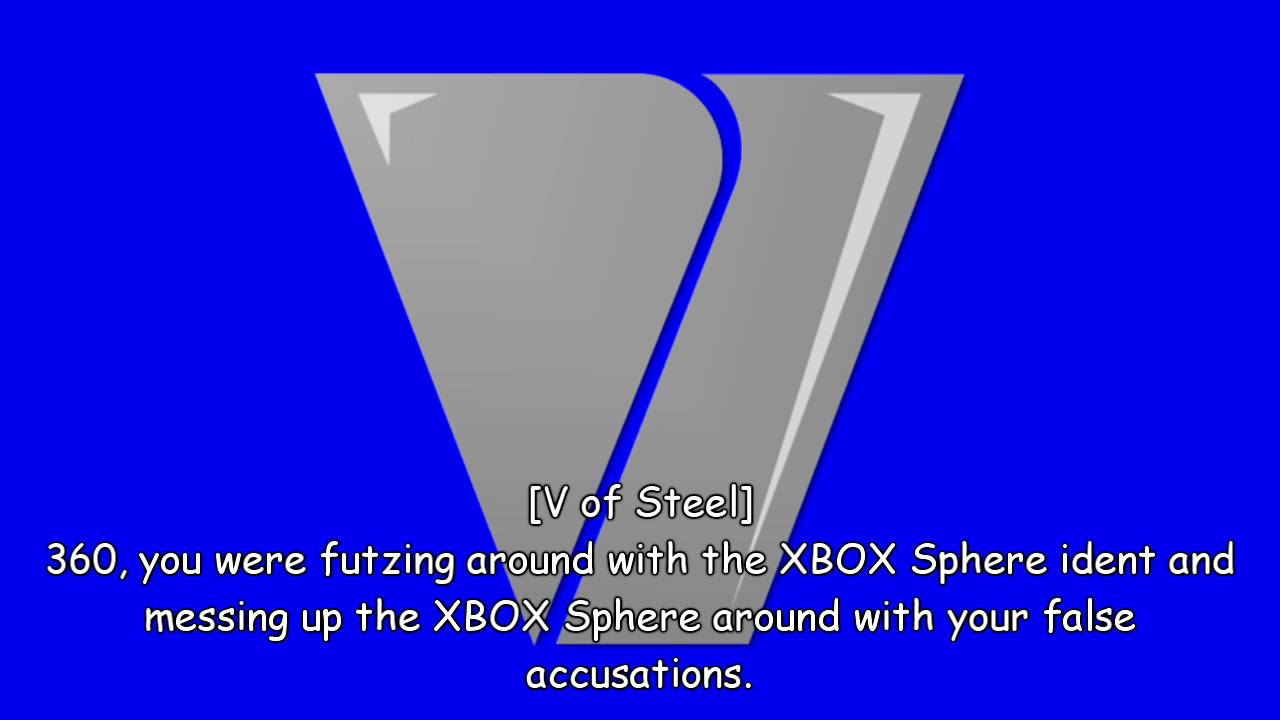 [V of Steel]
360, you were futzing around with the XBOX Sphere ident and
messing up the XBOX Sphere around with your false
accusations.